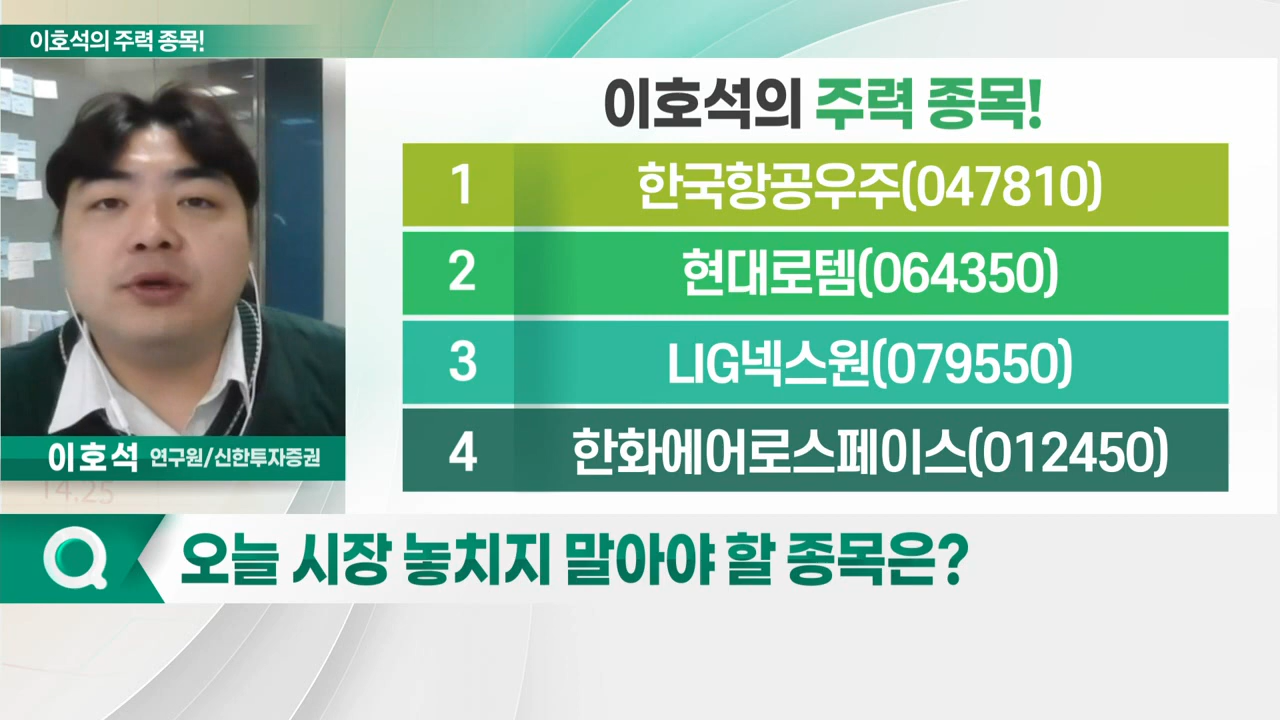 이호석의 주력 종목!
이호석의 주력 종목!
1 한국항공우주(047810)
2 현대로템(064350)
3 LIG넥스원(079550)
4 한화에어로스페이스(012450)
이호석 연구원/신한투자증권
14.25
Q 오늘 시장 놓치지 말아야 할 종목은?